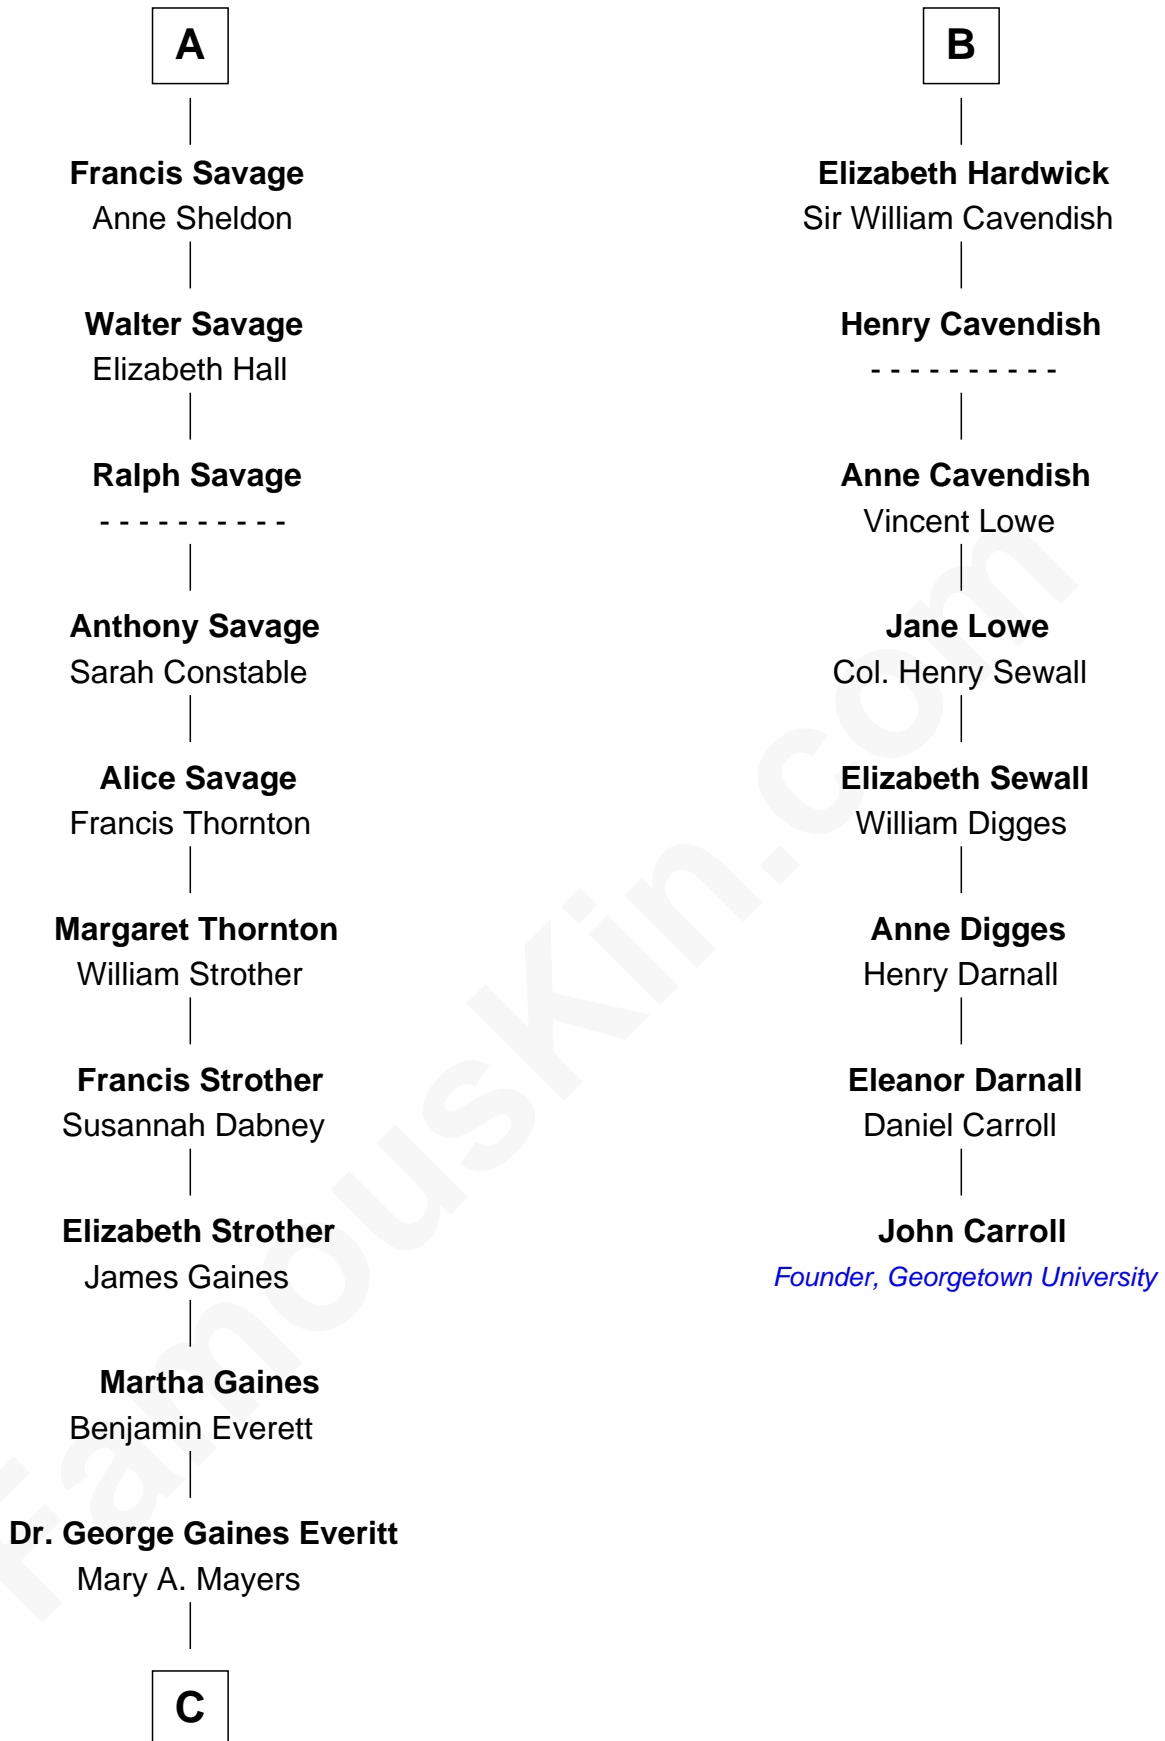 A
Francis Savage
Anne Sheldon
Walter Savage
Elizabeth Hall
Ralph Savage
- - - - - - - - - -
Anthony Savage
Sarah Constable
Alice Savage
Francis Thornton
Margaret Thornton
William Strother
Francis Strother
Susannah Dabney
Elizabeth Strother
James Gaines
Martha Gaines
Benjamin Everett
Dr. George Gaines Everitt
Mary A. Mayers
C
B
Elizabeth Hardwick
Sir William Cavendish
Henry Cavendish
- - - - - - - - - -
Anne Cavendish
Vincent Lowe
Jane Lowe
Col. Henry Sewall
Elizabeth Sewall
William Digges
Anne Digges
Henry Darnall
Eleanor Darnall
Daniel Carroll
John Carroll
Founder, Georgetown University
FamousKin.com